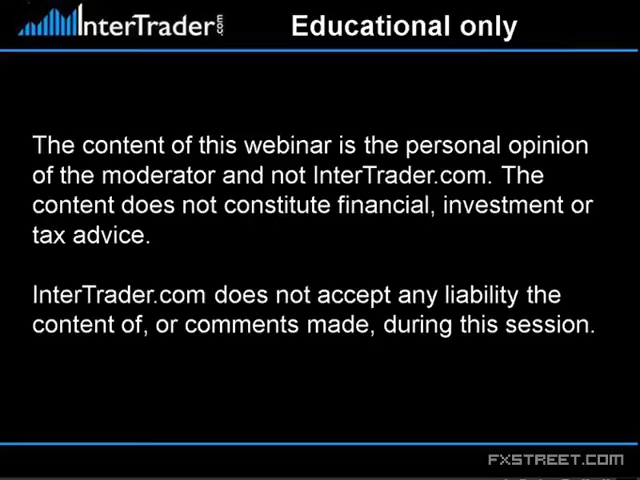 InterTrader.com
Educational only
The content of this webinar is the personal opinion
of the moderator and not InterTrader.com. The
content does not constitute financial, investment or
tax advice.
InterTrader.com does not accept any liability the
content of, or comments made, during this session.
FXSTREET.COM